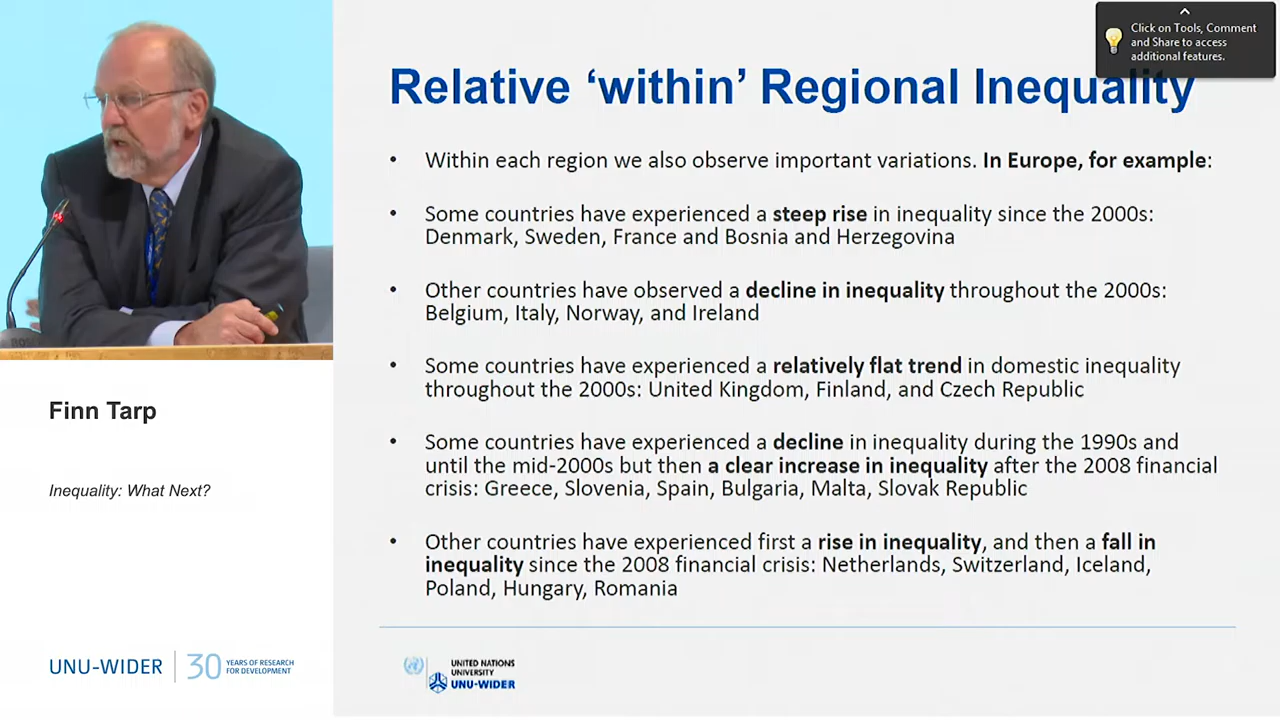 Click on Tools, Comment
and Share to access
additional features.
Relative ‘within’ Regional Inequality
• Within each region we also observe important variations. In Europe, for example:
• Some countries have experienced a steep rise in inequality since the 2000s:
Denmark, Sweden, France and Bosnia and Herzegovina
• Other countries have observed a decline in inequality throughout the 2000s:
Belgium, Italy, Norway, and Ireland
• Some countries have experienced a relatively flat trend in domestic inequality
throughout the 2000s: United Kingdom, Finland, and Czech Republic
• Some countries have experienced a decline in inequality during the 1990s and
until the mid-2000s but then a clear increase in inequality after the 2008 financial
crisis: Greece, Slovenia, Spain, Bulgaria, Malta, Slovak Republic
• Other countries have experienced first a rise in inequality, and then a fall in
inequality since the 2008 financial crisis: Netherlands, Switzerland, Iceland,
Poland, Hungary, Romania
UNITED NATIONS
UNIVERSITY
UNU-WIDER
Finn Tarp
Inequality: What Next?
UNU-WIDER
30 YEARS OF RESEARCH
FOR DEVELOPMENT